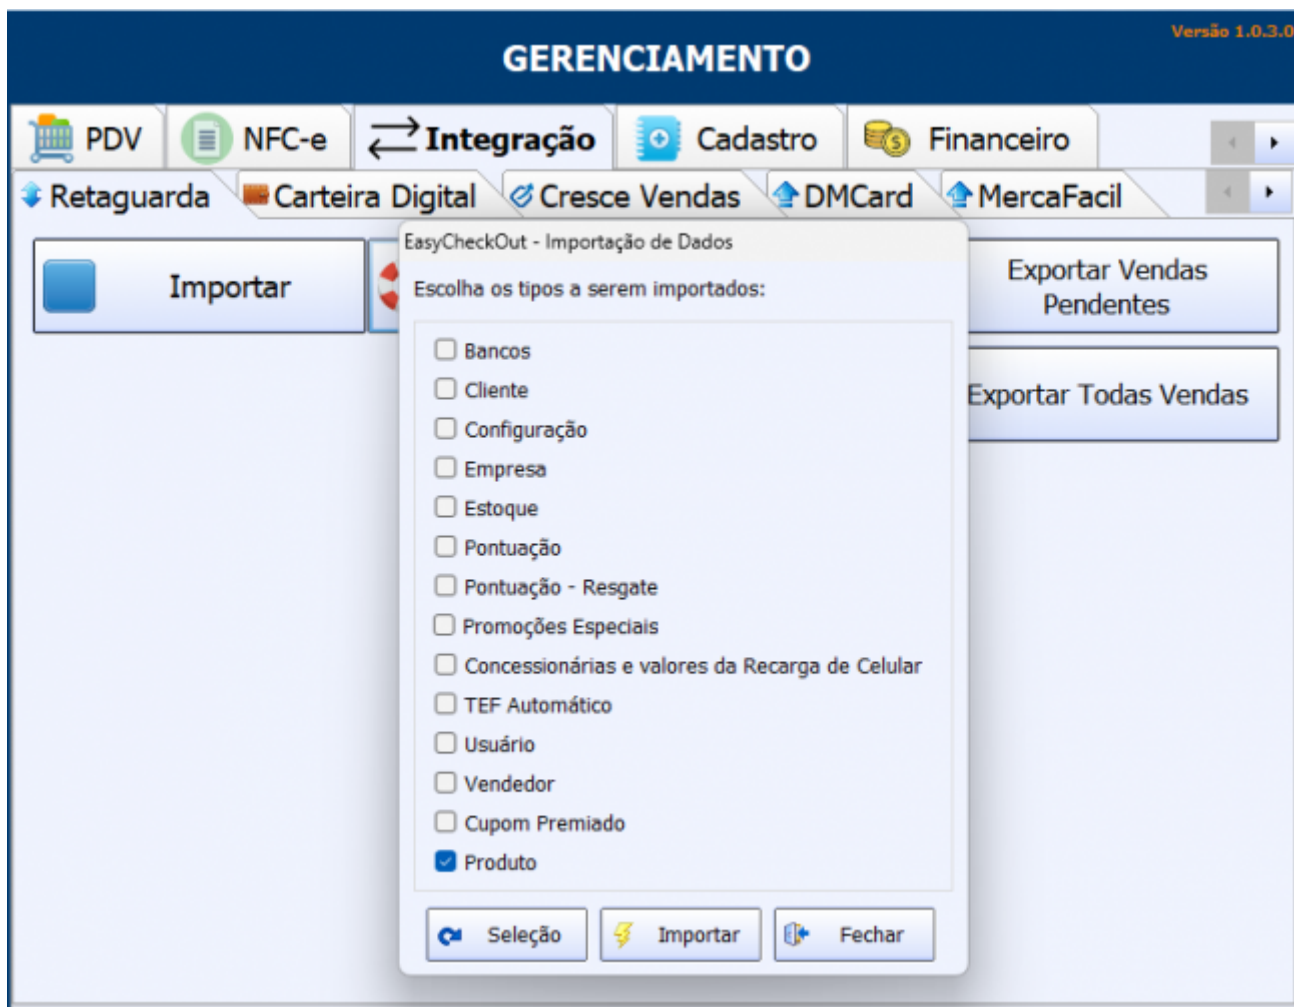 Versão 1.0.3.0
GERENCIAMENTO
PDV NFC-e Integração Cadastro Financeiro
Retaguarda Carteira Digital Cresce Vendas DMCard MercaFacil
EasyCheckOut - Importação de Dados
Importar
Exportar Vendas
Pendentes
Exportar Todas Vendas
Escolha os tipos a serem importados:
Bancos
Cliente
Configuração
Empresa
Estoque
Pontuação
Pontuação - Resgate
Promoções Especiais
Concessionárias e valores da Recarga de Celular
TEF Automático
Usuário
Vendedor
Cupom Premiado
Produto
Seleção Importar Fechar